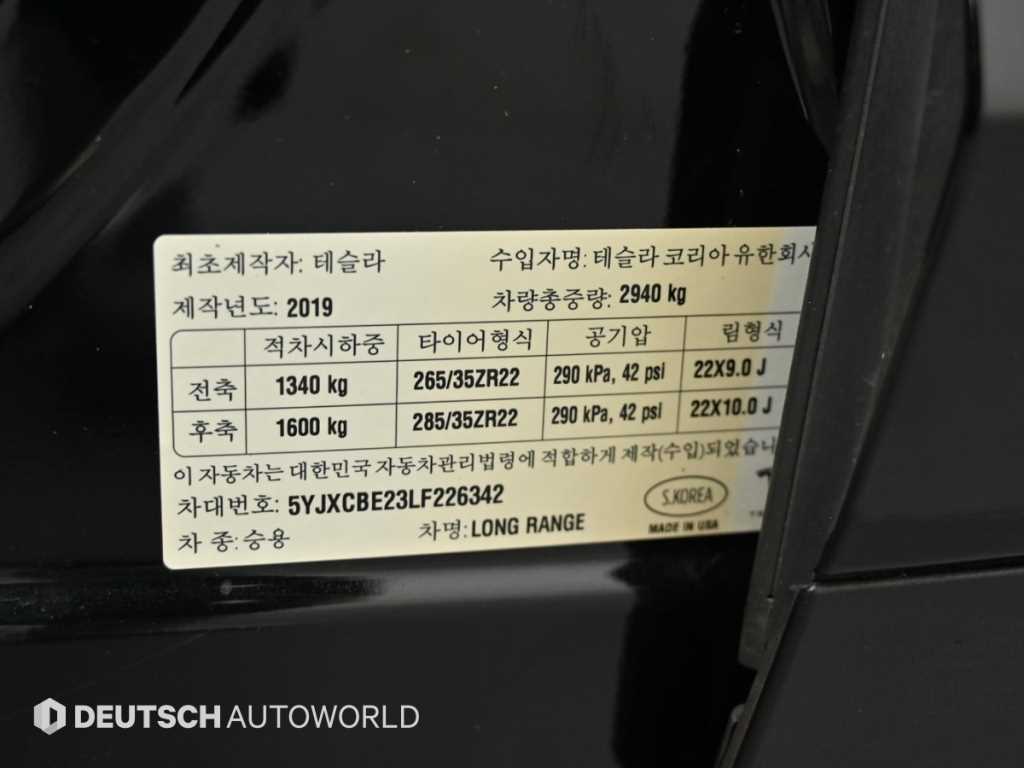 최초제작자: 테슬라 수입자명: 테슬라 코리아 유한회사
제작년도: 2019 차량총중량: 2940 kg
적차시하중 타이어형식 공기압 림형식
전축 1340 kg 265/35ZR22 290 kPa, 42 psi 22X9.0 J
후축 1600 kg 285/35ZR22 290 kPa, 42 psi 22X10.0 J
이 자동차는 대한민국 자동차관리법령에 적합하게 제작(수입)되었습니
차대번호: 5YJXCBE23LF226342 S.KOREA
MADE IN USA
차 종: 승용 차명: LONG RANGE
DEUTSCH AUTOWORLD